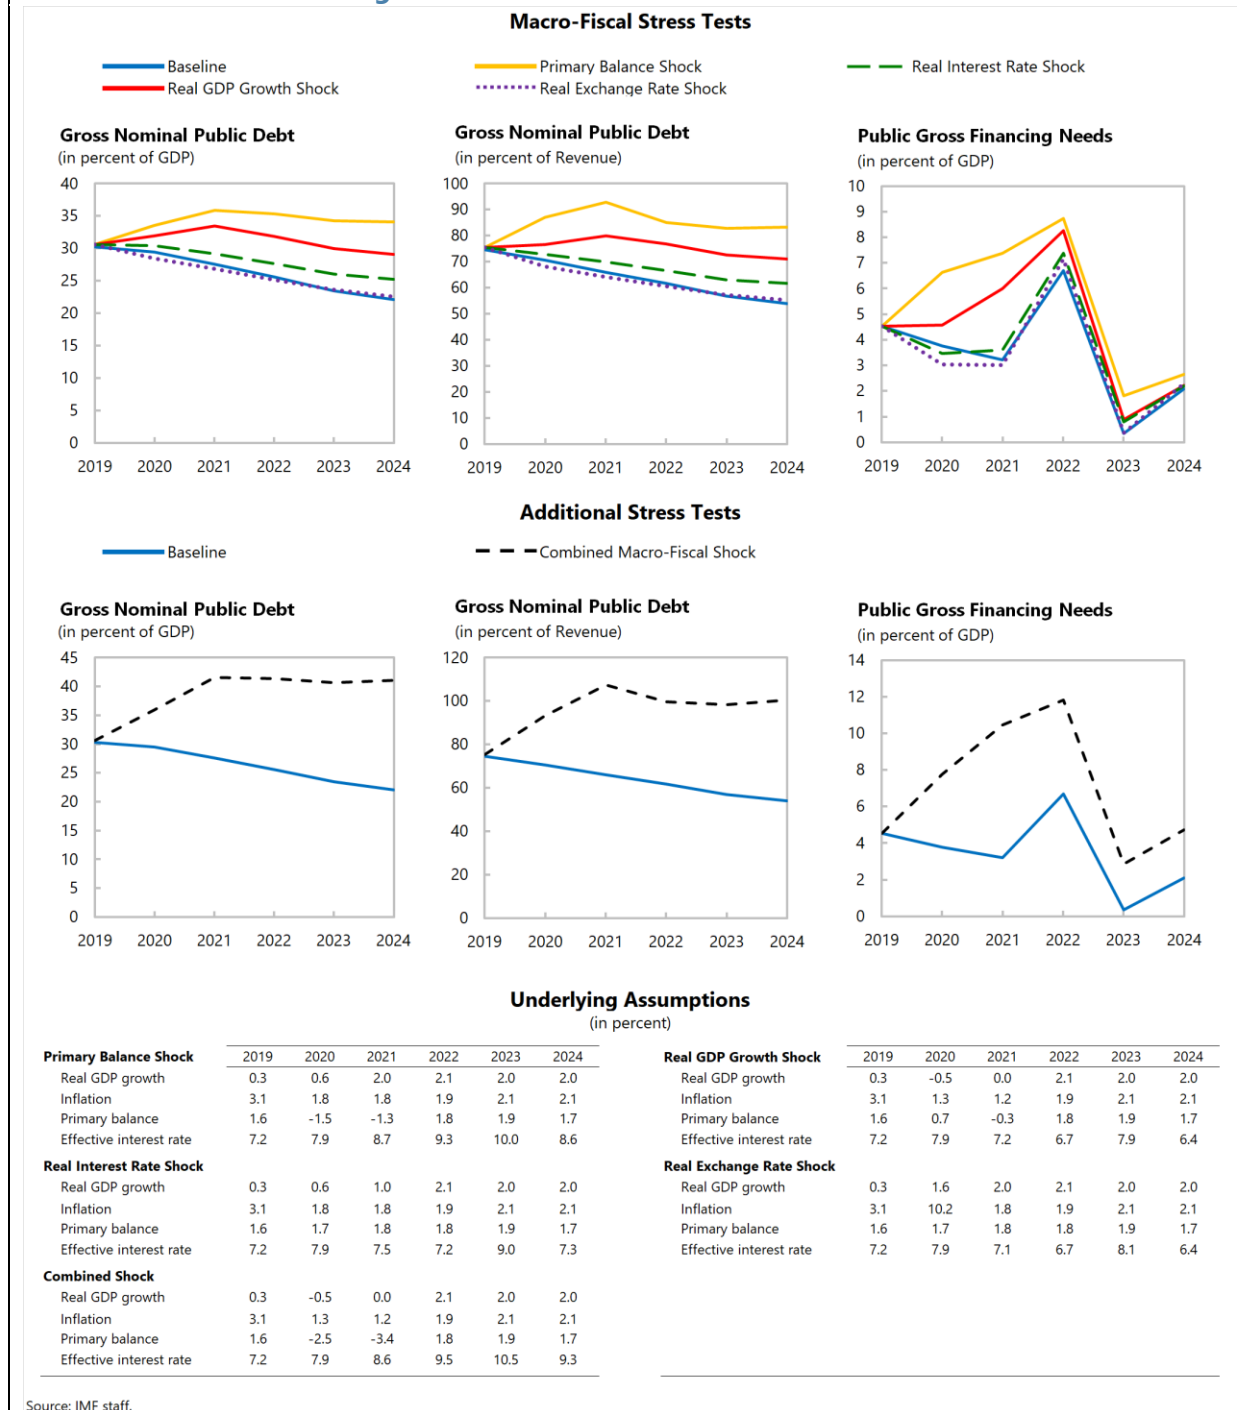 Macro-Fiscal Stress Tests
Baseline
Primary Balance Shock
Real Interest Rate Shock
Real GDP Growth Shock
Real Exchange Rate Shock
Gross Nominal Public Debt
(in percent of GDP)
40
35
30
25
20
15
10
5
0
2019 2020 2021 2022 2023 2024
Gross Nominal Public Debt
(in percent of Revenue)
100
90
80
70
60
50
40
30
20
10
0
2019 2020 2021 2022 2023 2024
Public Gross Financing Needs
(in percent of GDP)
10
9
8
7
6
5
4
3
2
1
0
2019 2020 2021 2022 2023 2024
Additional Stress Tests
Baseline
Combined Macro-Fiscal Shock
Gross Nominal Public Debt
(in percent of GDP)
45
40
35
30
25
20
15
10
5
0
2019 2020 2021 2022 2023 2024
Gross Nominal Public Debt
(in percent of Revenue)
120
100
80
60
40
20
0
2019 2020 2021 2022 2023 2024
Public Gross Financing Needs
(in percent of GDP)
14
12
10
8
6
4
2
0
2019 2020 2021 2022 2023 2024
Underlying Assumptions
(in percent)
Primary Balance Shock 2019 2020 2021 2022 2023 2024
Real GDP growth 0.3 0.6 2.0 2.1 2.0 2.0
Inflation 3.1 1.8 1.8 1.9 2.1 2.1
Primary balance 1.6 -1.5 -1.3 1.8 1.9 1.7
Effective interest rate 7.2 7.9 8.7 9.3 10.0 8.6
Real Interest Rate Shock
Real GDP growth 0.3 0.6 1.0 2.1 2.0 2.0
Inflation 3.1 1.8 1.8 1.9 2.1 2.1
Primary balance 1.6 1.7 1.8 1.8 1.9 1.7
Effective interest rate 7.2 7.9 7.5 7.2 9.0 7.3
Combined Shock
Real GDP growth 0.3 -0.5 0.0 2.1 2.0 2.0
Inflation 3.1 1.3 1.2 1.9 2.1 2.1
Primary balance 1.6 -2.5 -3.4 1.8 1.9 1.7
Effective interest rate 7.2 7.9 8.6 9.5 10.5 9.3
Real GDP Growth Shock 2019 2020 2021 2022 2023 2024
Real GDP growth 0.3 -0.5 0.0 2.1 2.0 2.0
Inflation 3.1 1.3 1.2 1.9 2.1 2.1
Primary balance 1.6 0.7 -0.3 1.8 1.9 1.7
Effective interest rate 7.2 7.9 7.2 6.7 7.9 6.4
Real Exchange Rate Shock
Real GDP growth 0.3 1.6 2.0 2.1 2.0 2.0
Inflation 3.1 10.2 1.8 1.9 2.1 2.1
Primary balance 1.6 1.7 1.8 1.8 1.9 1.7
Effective interest rate 7.2 7.9 7.1 6.7 8.1 6.4
Source: IMF staff.